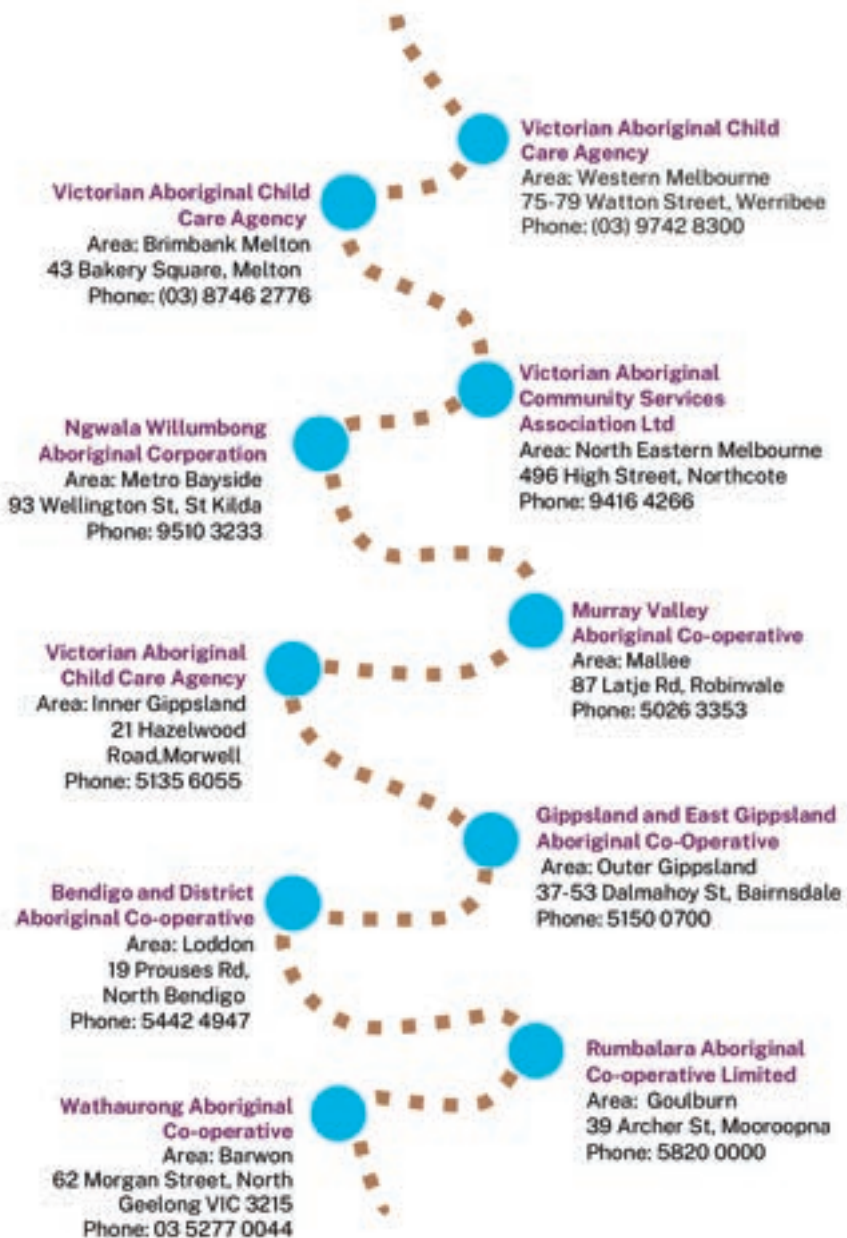 Victorian Aboriginal Child
Care Agency
Area: Western Melbourne
75-79 Watton Street, Werribee
Phone: (03) 9742 8300
Victorian Aboriginal Child
Care Agency
Area: Brimbank Melton
43 Bakery Square, Melton
Phone: (03) 8746 2776
Victorian Aboriginal
Community Services
Association Ltd
Area: North Eastern Melbourne
496 High Street, Northcote
Phone: 9416 4266
Ngwala Willumbong
Aboriginal Corporation
Area: Metro Bayside
93 Wellington St, St Kilda
Phone: 9510 3233
Murray Valley
Aboriginal Co-operative
Area: Mallee
87 Latje Rd, Robinvale
Phone: 5026 3353
Victorian Aboriginal
Child Care Agency
Area: Inner Gippsland
21 Hazelwood
Road,Morwell
Phone: 5135 6055
Gippsland and East Gippsland
Aboriginal Co-Operative
Area: Outer Gippsland
37-53 Dalmahoy St, Bairnsdale
Phone: 5150 0700
Bendigo and District
Aboriginal Co-operative
Area: Loddon
19 Prouses Rd,
North Bendigo
Phone: 5442 4947
Rumbalara Aboriginal
Co-operative Limited
Area: Goulburn
39 Archer St, Mooroopna
Phone: 5820 0000
Wathaurong Aboriginal
Co-operative
Area: Barwon
62 Morgan Street, North
Geelong VIC 3215
Phone: 03 5277 0044